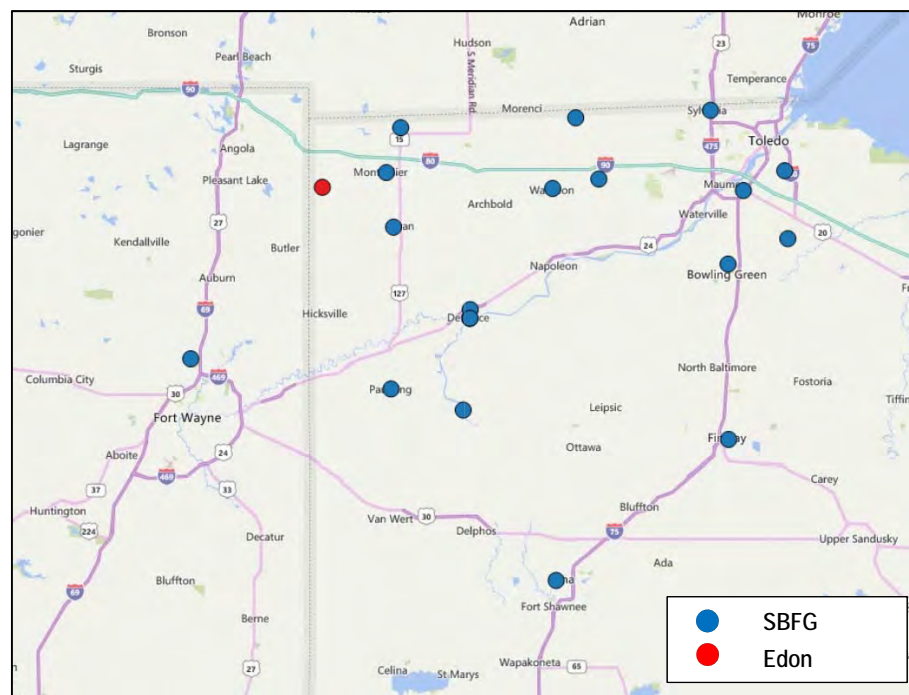 Bronson
Adrian
Monroe
Hudson
23
75
Pearl Beach
S Meridian Rd
Sturgis
Temperance
90
Morenci
15
475
Toledo
Lagrange
Angola
80
90
Pleasant Lake
Archbold
Waterville
27
24
20
Kendallville
Butler
Napoleon
Bowling Green
Auburn
127
69
Hicksville
North Baltimore
Columbia City
469
30
Fostoria
Fort Wayne
Leipsic
Ottawa
Aboite
24
469
33
37
Carey
Huntington
Bluffton
30
Van Wert
Delphos
224
75
Decatur
Upper Sandusky
Ada
Bluffton
69
Fort Shawnee
Berne
SBFG
Edon
27
Celina
St Marys
Wapakoneta
65